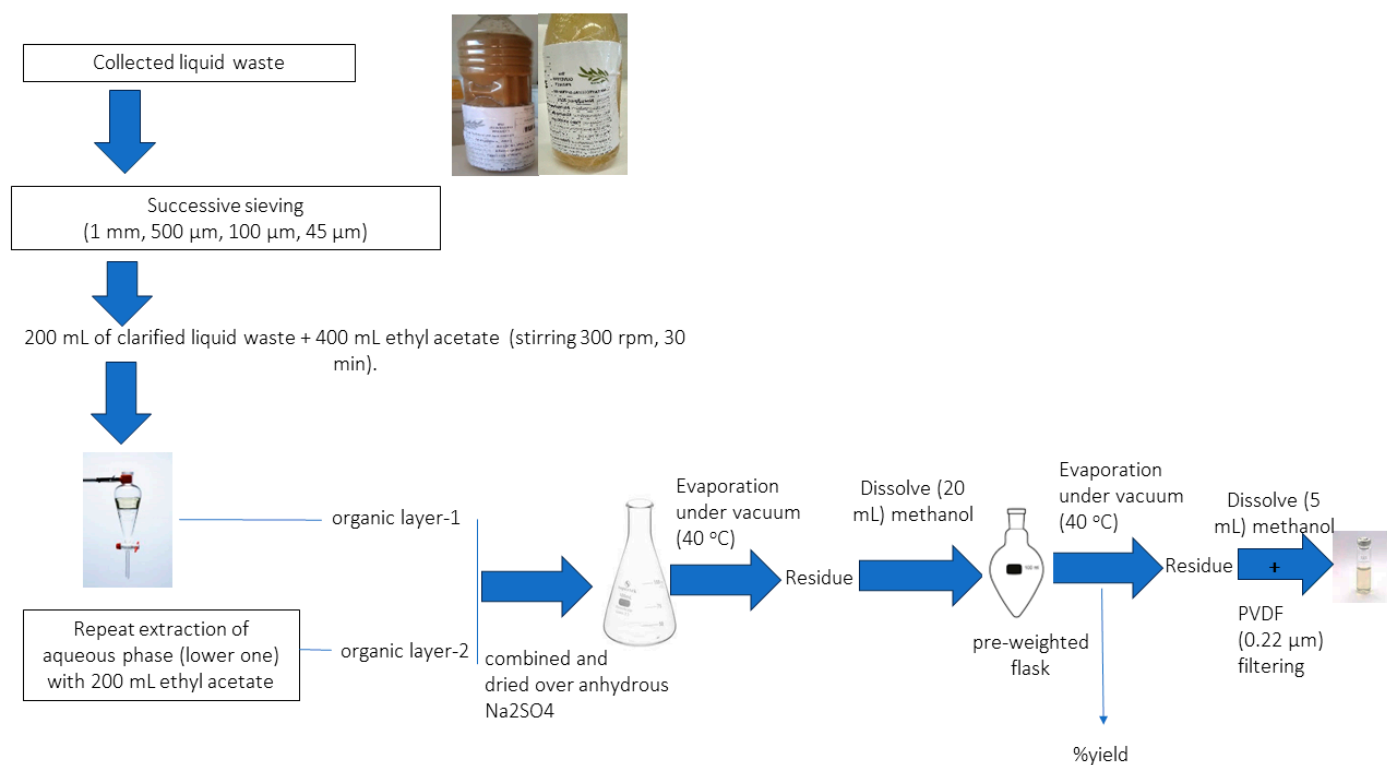 Collected liquid waste
Successive sieving
(1 mm, 500 µm, 100 µm, 45 µm)
200 mL of clarified liquid waste + 400 mL ethyl acetate (stirring 300 rpm, 30
min).
organic layer-1
Repeat extraction of
aqueous phase (lower one)
with 200 mL ethyl acetate
organic layer-2
combined and
dried over anhydrous
Na2SO4
Evaporation
under vacuum
(40 °C)
Residue
Dissolve (20
mL) methanol
pre-weighted
flask
Evaporation
under vacuum
(40 °C)
%yield
Residue
Dissolve (5
mL) methanol
+
PVDF
(0.22 µm)
filtering